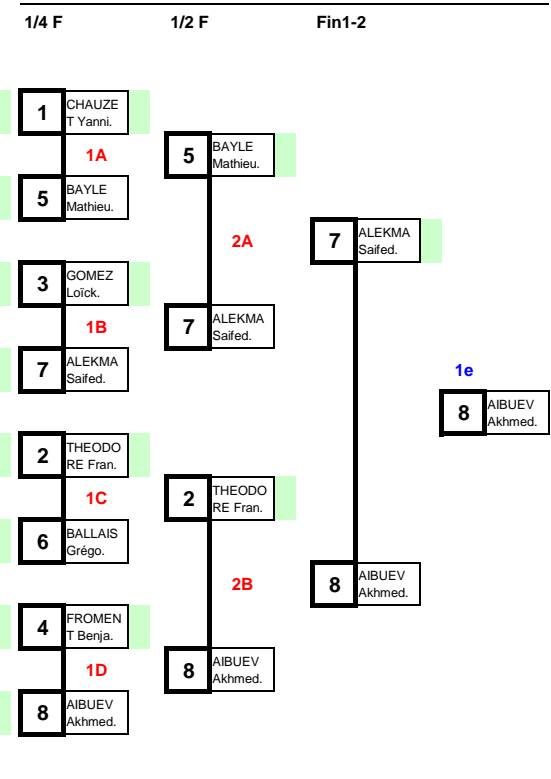 1/4 F 1/2 F Fin1-2
1 CHAUZE
T Yanni.
1A
5 BAYLE
Mathieu.
3 GOMEZ
Loïck.
1B
7 ALEKMA
Saifed.
2 THEODO
RE Fran.
1C
6 BALLAIS
Grégo.
4 FROMEN
T Benja.
1D
8 AIBUEV
Akhmed.
5 BAYLE
Mathieu.
2A
7 ALEKMA
Saifed.
2 THEODO
RE Fran.
2B
8 AIBUEV
Akhmed.
7 ALEKMA
Saifed.
8 AIBUEV
Akhmed.
1e
8 AIBUEV
Akhmed.